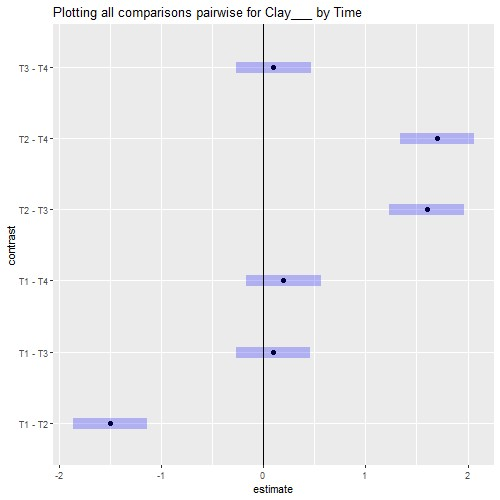 Plotting all comparisons pairwise for Clay___ by Time
contrast
T3 - T4
T2 - T4
T2 - T3
T1 - T4
T1 - T3
T1 - T2
-2 -1 0 1 2
estimate